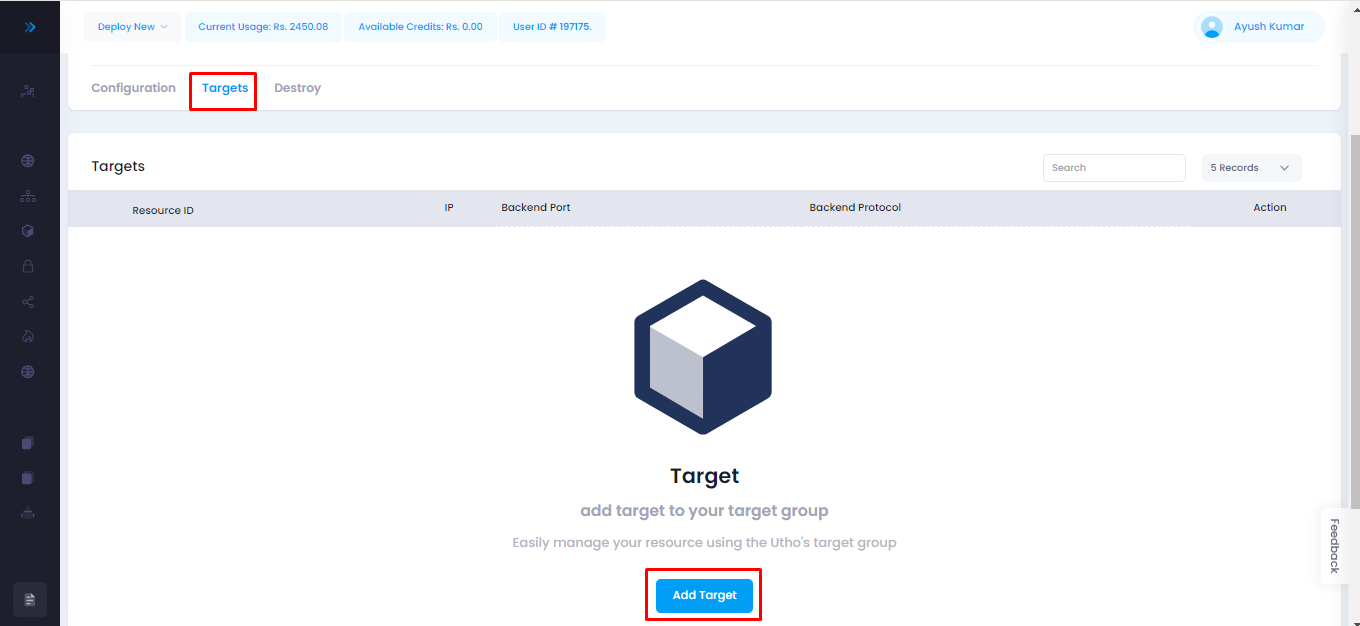 Deploy New
Current Usage: Rs. 2450.08
Available Credits: Rs. 0.00
User ID # 197175.
Ayush Kumar
Configuration
Targets
Destroy
Targets
Search
5 Records
Resource ID
IP
Backend Port
Backend Protocol
Action
Target
add target to your target group
Easily manage your resource using the Utho's target group
Add Target
Feedback